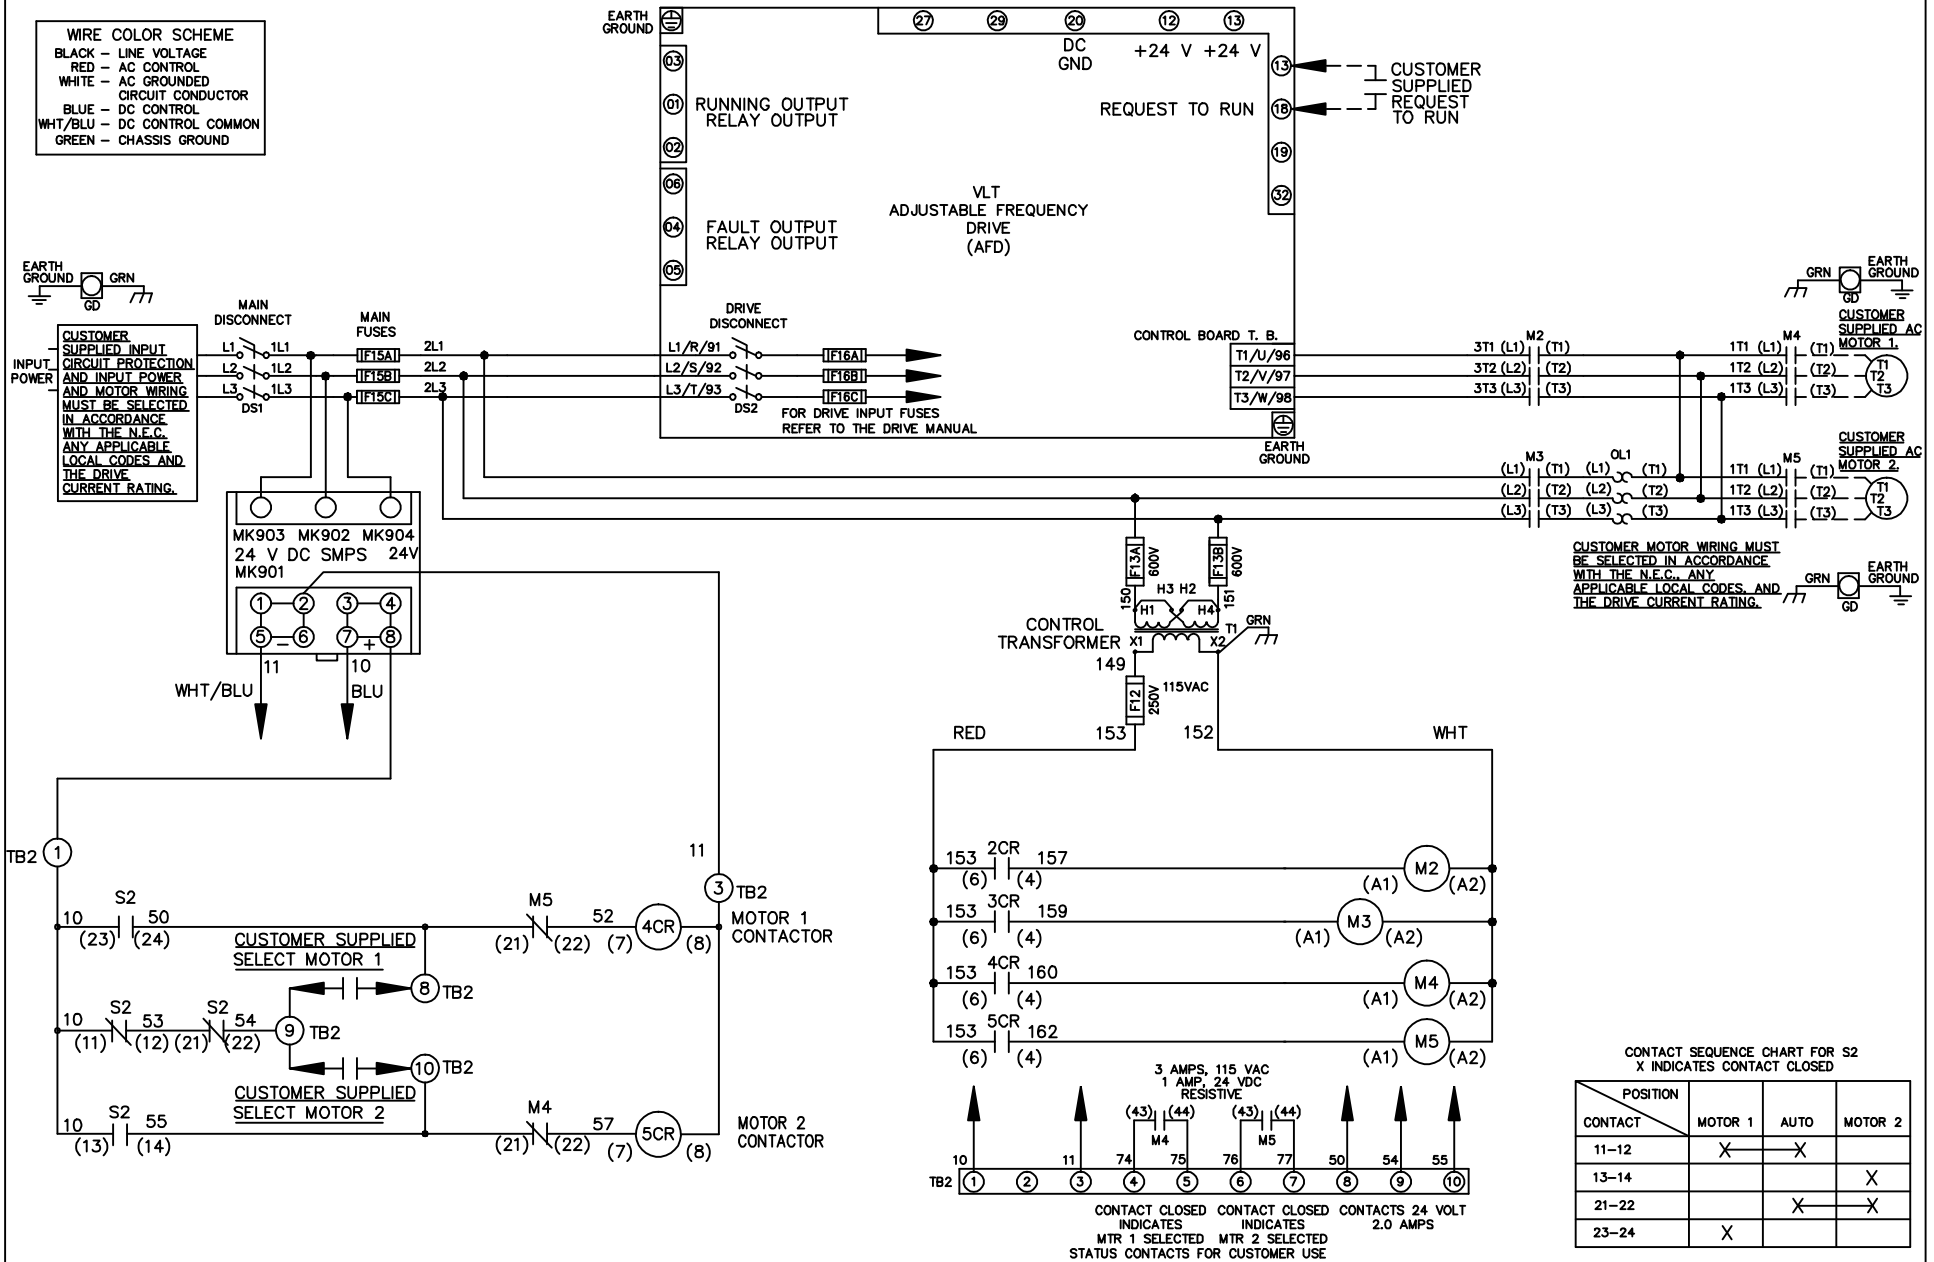 WIRE COLOR SCHEME
BLACK – LINE VOLTAGE
RED – AC CONTROL
WHITE – AC GROUNDED
CIRCUIT CONDUCTOR
BLUE – DC CONTROL
WHT/BLU – DC CONTROL COMMON
GREEN – CHASSIS GROUND
EARTH
GROUND
27 29 20 12 13
DC
GND
+24 V +24 V
03
01
02
RUNNING OUTPUT
RELAY OUTPUT
06
04
05
FAULT OUTPUT
RELAY OUTPUT
REQUEST TO RUN
13
18
19
32
CUSTOMER
SUPPLIED
REQUEST
TO RUN
VLT
ADJUSTABLE FREQUENCY
DRIVE
(AFD)
EARTH
GROUND
GRN
GD
INPUT
POWER
CUSTOMER
SUPPLIED INPUT
CIRCUIT PROTECTION
AND INPUT POWER
AND MOTOR WIRING
MUST BE SELECTED
IN ACCORDANCE
WITH THE N.E.C.
ANY APPLICABLE
LOCAL CODES AND
THE DRIVE
CURRENT RATING.
MAIN
DISCONNECT
L1 1L1
L2 1L2
L3 1L3
DS1
MAIN
FUSES
F15A 2L1
F15B 2L2
F15C 2L3
DRIVE
DISCONNECT
L1/R/91
L2/S/92
L3/T/93
DS2
F16A
F16B
F16C
FOR DRIVE INPUT FUSES
REFER TO THE DRIVE MANUAL
CONTROL BOARD T. B.
T1/U/96
T2/V/97
T3/W/98
EARTH
GROUND
M2
3T1 (L1) (T1)
3T2 (L2) (T2)
3T3 (L3) (T3)
M4
1T1 (L1) (T1)
1T2 (L2) (T2)
1T3 (L3) (T3)
T1
T2
T3
GRN
EARTH
GROUND
GD
CUSTOMER
SUPPLIED AC
MOTOR 1.
M3
(L1) (T1)
(L2) (T2)
(L3) (T3)
OL1
(L1) (T1)
(L2) (T2)
(L3) (T3)
M5
1T1 (L1) (T1)
1T2 (L2) (T2)
1T3 (L3) (T3)
T1
T2
T3
CUSTOMER
SUPPLIED AC
MOTOR 2.
CUSTOMER MOTOR WIRING MUST
BE SELECTED IN ACCORDANCE
WITH THE N.E.C., ANY
APPLICABLE LOCAL CODES, AND
THE DRIVE CURRENT RATING.
GRN
EARTH
GROUND
GD
MK903 MK902 MK904
24 V DC SMPS 24V
MK901
1 2 3 4
5 – 6 7 + 8
11
10
WHT/BLU
BLU
F13A
600V
F13B
600V
150
151
H3 H2
H1 H4
CONTROL
TRANSFORMER
T1
X1 X2
GRN
149
F12
250V
115VAC
153
152
RED
WHT
TB2 1
11
3 TB2
10 S2 50
(23) (24)
M5
(21) (22)
52
(7) 4CR (8)
MOTOR 1
CONTACTOR
CUSTOMER SUPPLIED
SELECT MOTOR 1
8 TB2
10 S2 53 S2 54
(11) (12) (21) (22)
9 TB2
10 TB2
CUSTOMER SUPPLIED
SELECT MOTOR 2
10 S2 55
(13) (14)
M4
(21) (22)
57
(7) 5CR (8)
MOTOR 2
CONTACTOR
153 2CR 157
(6) (4)
(A1) M2 (A2)
153 3CR 159
(6) (4)
(A1) M3 (A2)
153 4CR 160
(6) (4)
(A1) M4 (A2)
153 5CR 162
(6) (4)
(A1) M5 (A2)
3 AMPS, 115 VAC
1 AMP, 24 VDC
RESISTIVE
(43) (44) (43) (44)
M4 M5
10 11 74 75 76 77 50 54 55
TB2 1 2 3 4 5 6 7 8 9 10
CONTACT CLOSED
INDICATES
MTR 1 SELECTED
CONTACT CLOSED
INDICATES
MTR 2 SELECTED
STATUS CONTACTS FOR CUSTOMER USE
CONTACTS 24 VOLT
2.0 AMPS
CONTACT SEQUENCE CHART FOR S2
X INDICATES CONTACT CLOSED
POSITION
CONTACT MOTOR 1 AUTO MOTOR 2
11–12 X X
13–14 X
21–22 X X
23–24 X